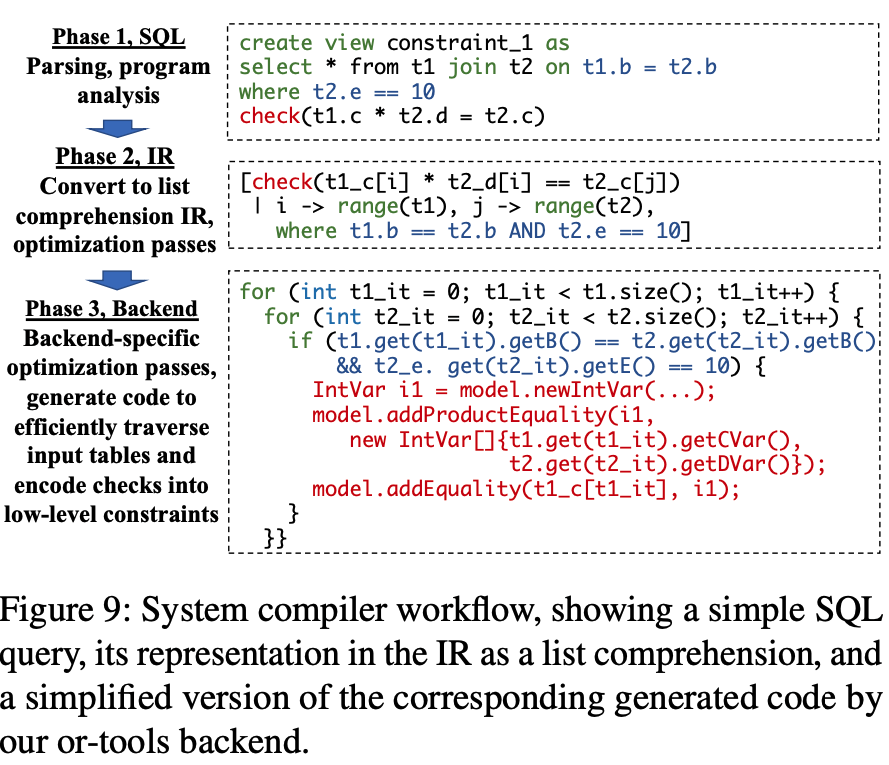 Phase 1, SQL
Parsing, program
analysis
create view constraint_1 as
select * from t1 join t2 on t1.b = t2.b
where t2.e == 10
check(t1.c * t2.d = t2.c)
Phase 2, IR
Convert to list
comprehension IR,
optimization passes
[check(t1_c[i] * t2_d[i] == t2_c[j])
| i -> range(t1), j -> range(t2),
where t1.b == t2.b AND t2.e == 10]
Phase 3, Backend
Backend-specific
optimization passes,
generate code to
efficiently traverse
input tables and
encode checks into
low-level constraints
for (int t1_it = 0; t1_it < t1.size(); t1_it++) {
for (int t2_it = 0; t2_it < t2.size(); t2_it++) {
if (t1.get(t1_it).getB() == t2.get(t2_it).getB()
&& t2_e. get(t2_it).getE() == 10) {
IntVar i1 = model.newIntVar(...);
model.addProductEquality(i1,
new IntVar[]{t1.get(t1_it).getCVar(),
t2.get(t2_it).getDVar()});
model.addEquality(t1_c[t1_it], i1);
}
}}
Figure 9: System compiler workflow, showing a simple SQL
query, its representation in the IR as a list comprehension, and
a simplified version of the corresponding generated code by
our or-tools backend.